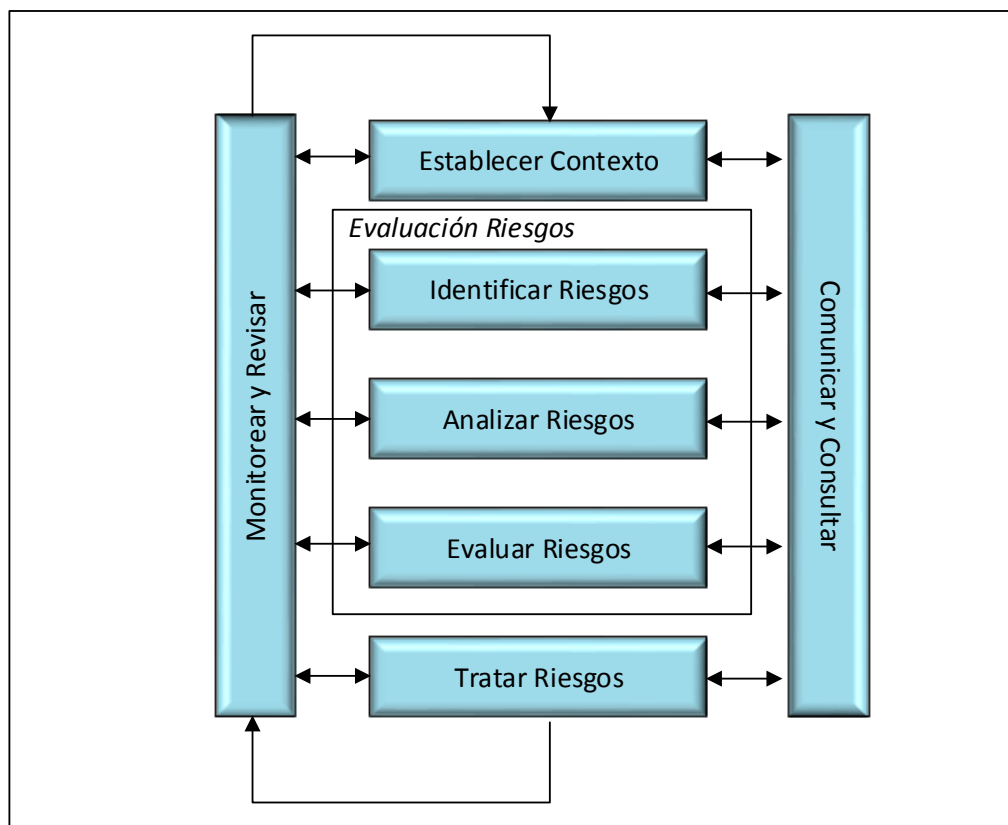 Establecer Contexto
Evaluación Riesgos
Identificar Riesgos
Analizar Riesgos
Evaluar Riesgos
Tratar Riesgos
Monitorear y Revisar
Comunicar y Consultar